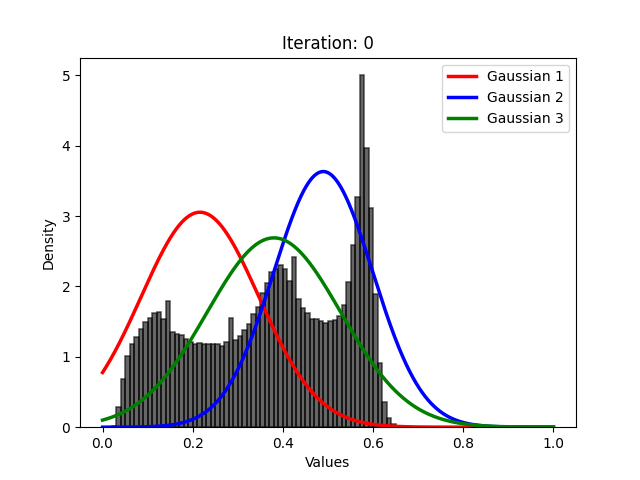 Iteration: 0
Gaussian 1
Gaussian 2
Gaussian 3
Density
5
4
3
2
1
0
0.0 0.2 0.4 0.6 0.8 1.0
Values